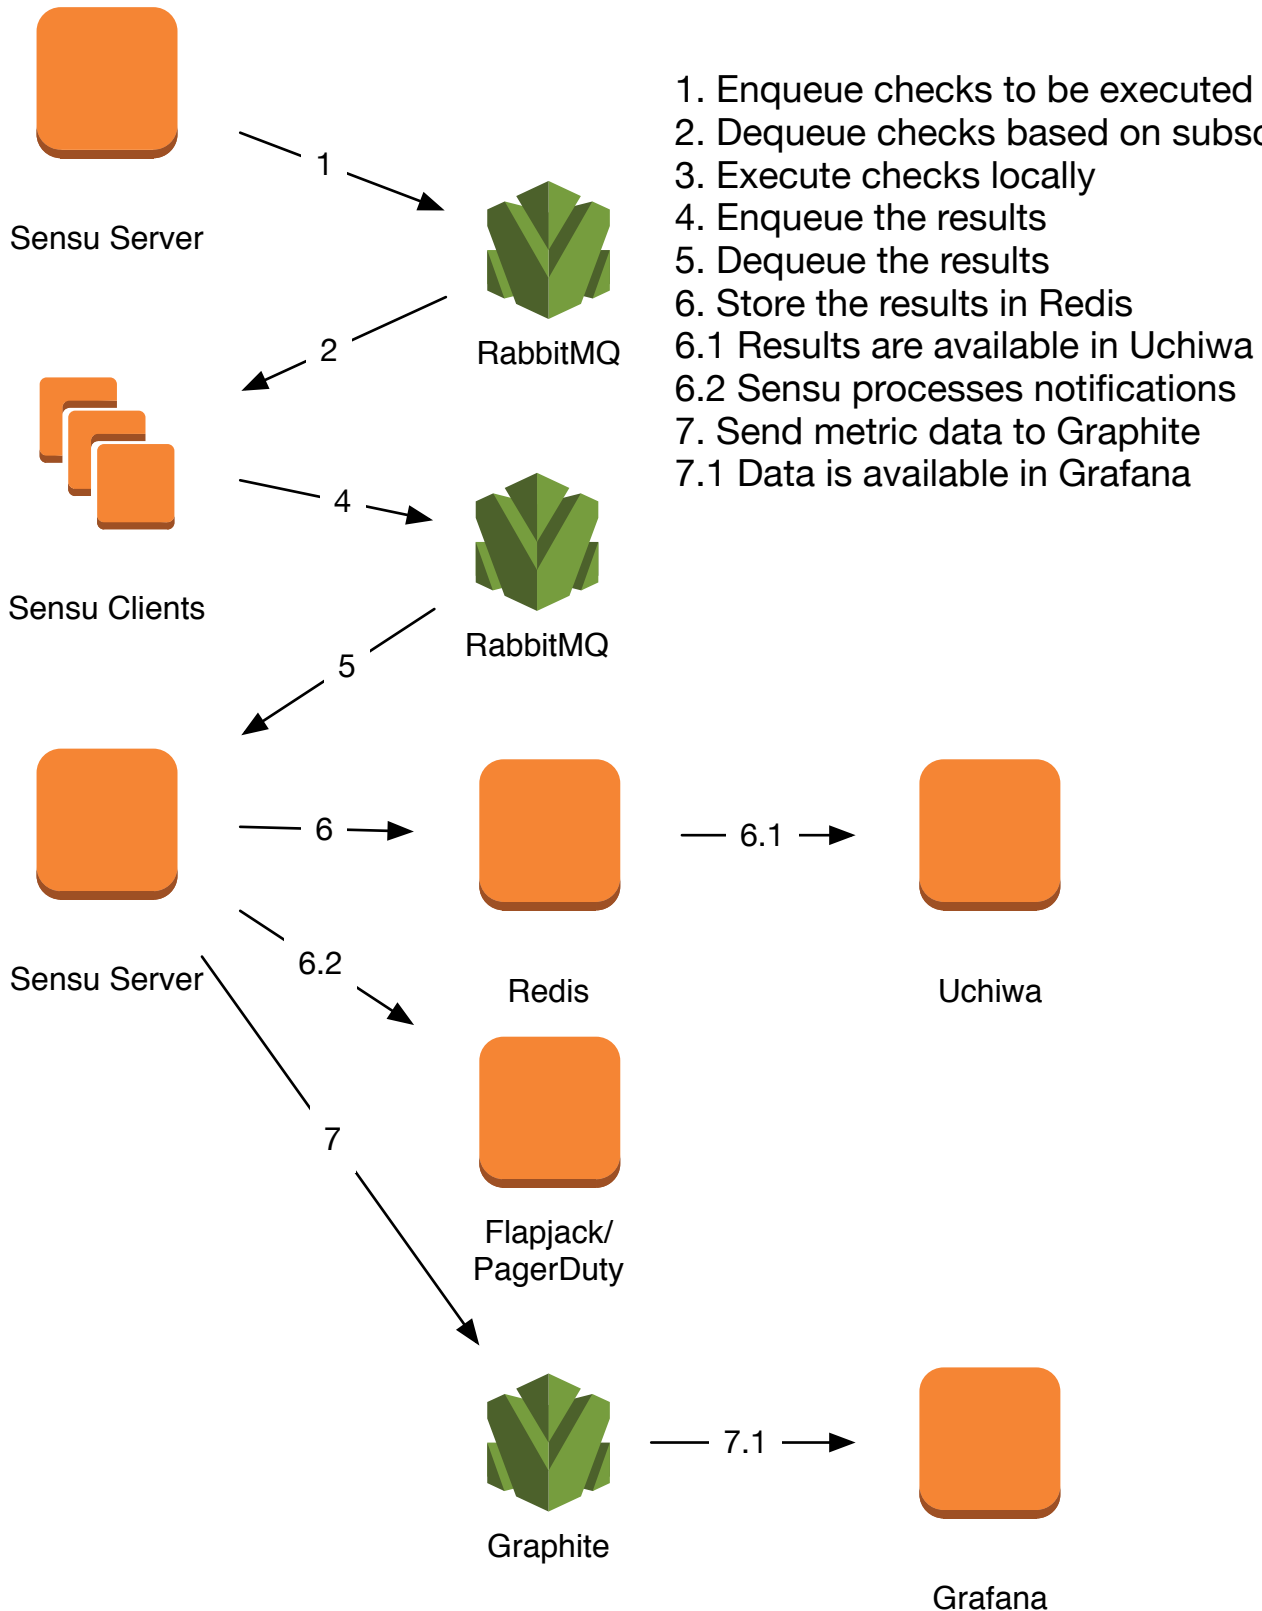 1. Enqueue checks to be executed
2. Dequeue checks based on
3. Execute checks locally
4. Enqueue the results
5. Dequeue the results
6. Store the results in Redis
6.1 Results are available in Uchiwa
6.2 Sensu processes notifications
7. Send metric data to Graphite
7.1 Data is available in Grafana
1
Sensu Server
RabbitMQ
2
Sensu Clients
4
RabbitMQ
5
Sensu Server
6
Redis
6.1
Uchiwa
6.2
Flapjack/
PagerDuty
7
Graphite
7.1
Grafana